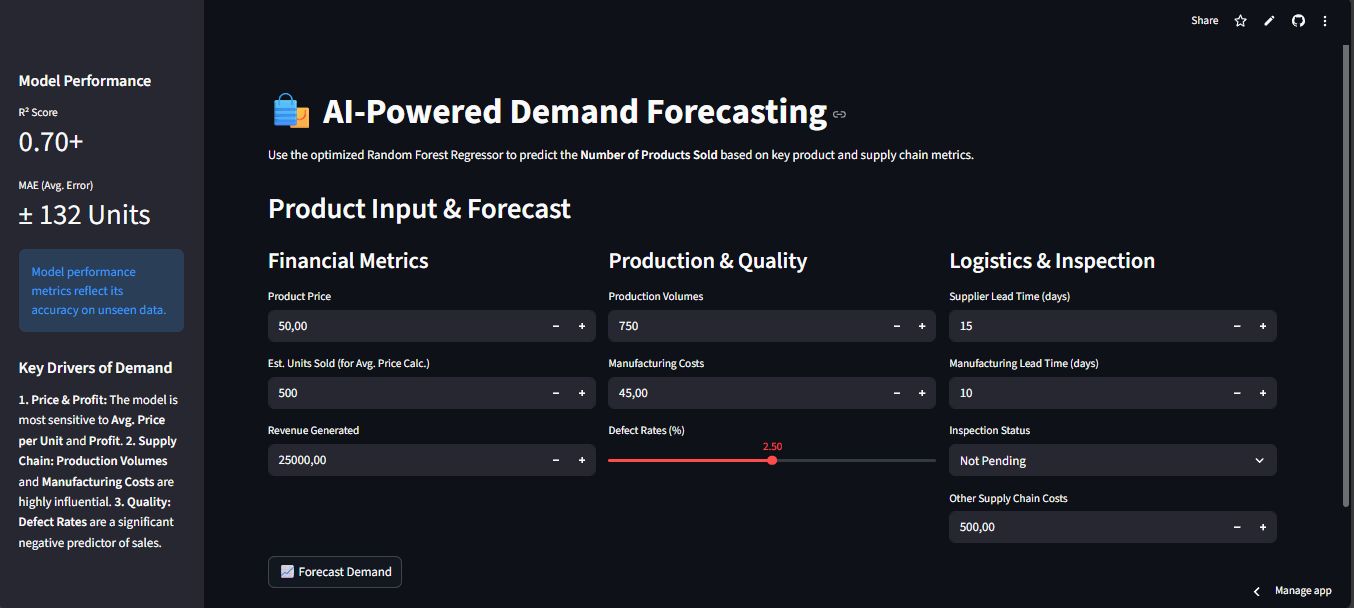 Share
Model Performance
R² Score
0.70+
MAE (Avg. Error)
± 132 Units
Model performance
metrics reflect its
accuracy on unseen data.
Key Drivers of Demand
1. Price & Profit: The model is
most sensitive to Avg. Price
per Unit and Profit. 2. Supply
Chain: Production Volumes
and Manufacturing Costs are
highly influential. 3. Quality:
Defect Rates are a significant
negative predictor of sales.
AI-Powered Demand Forecasting
Use the optimized Random Forest Regressor to predict the Number of Products Sold based on key product and supply chain metrics.
Product Input & Forecast
Financial Metrics
Product Price
50,00
Est. Units Sold (for Avg. Price Calc.)
500
Revenue Generated
25000,00
Production & Quality
Production Volumes
750
Manufacturing Costs
45,00
Defect Rates (%)
2.50
Logistics & Inspection
Supplier Lead Time (days)
15
Manufacturing Lead Time (days)
10
Inspection Status
Not Pending
Other Supply Chain Costs
500,00
Forecast Demand
Manage app